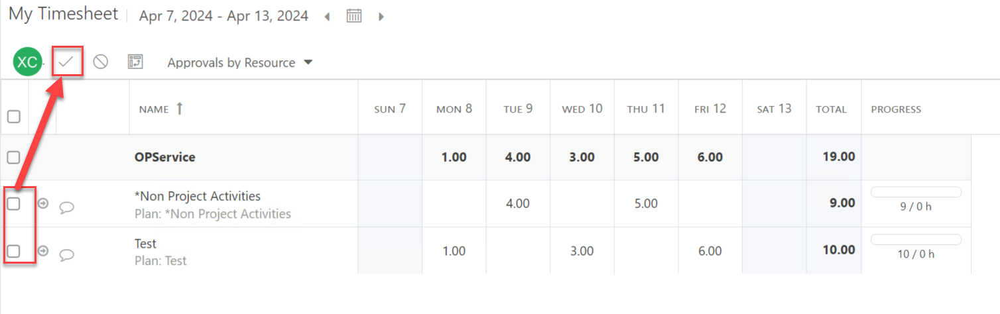 My Timesheet Apr 7, 2024 - Apr 13, 2024
XC Approvals by Resource
NAME SUN 7 MON 8 TUE 9 WED 10 THU 11 FRI 12 SAT 13 TOTAL PROGRESS
OPService 1.00 4.00 3.00 5.00 6.00 19.00
*Non Project Activities
Plan: *Non Project Activities
4.00 5.00 9.00
9 / 0 h
Test
Plan: Test
1.00 3.00 6.00 10.00
10 / 0 h